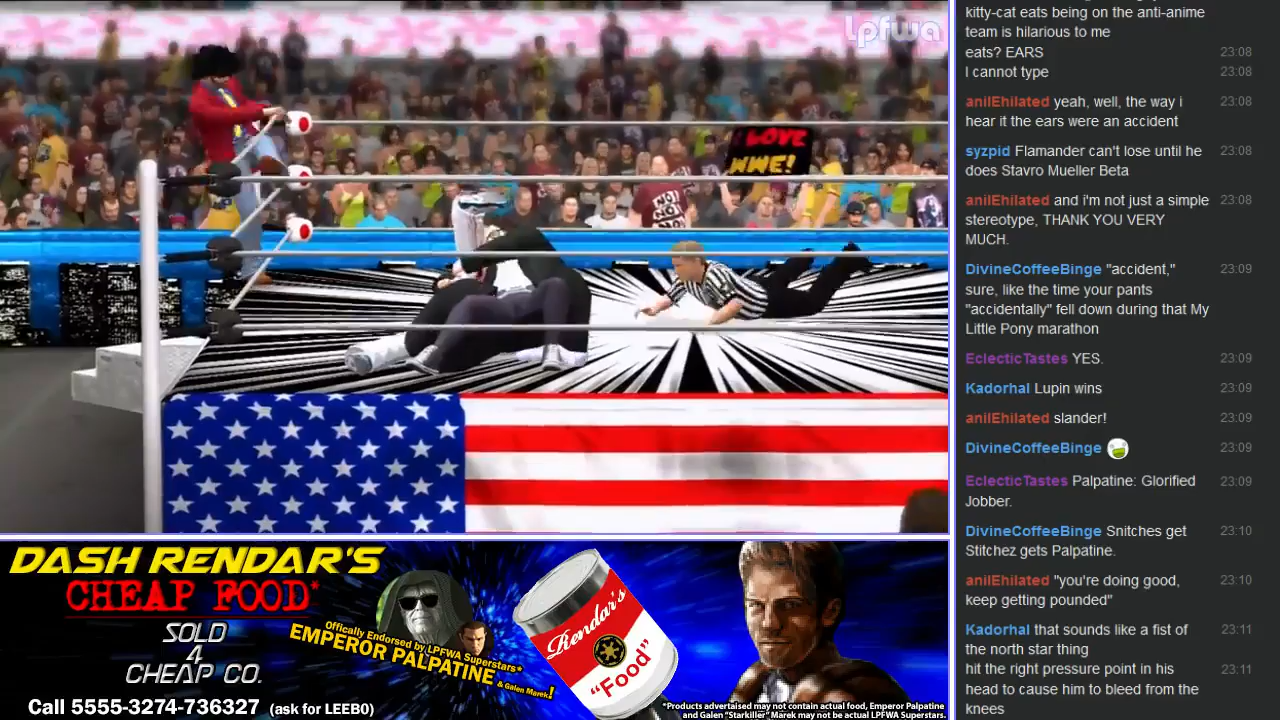 Lpfwa
I LOVE
WWE!
NO!
NO!
NO!
kitty-cat eats being on the anti-anime
team is hilarious to me
eats? EARS 23:08
I cannot type 23:08
anilEhilated yeah, well, the way i 23:08
hear it the ears were an accident
syzpid Flamander can't lose until he 23:08
does Stavro Mueller Beta
anilEhilated and i'm not just a simple 23:08
stereotype, THANK YOU VERY
MUCH.
DivineCoffeeBinge "accident," 23:09
sure, like the time your pants
"accidentally" fell down during that My
Little Pony marathon
EclecticTastes YES. 23:09
Kadorhal Lupin wins 23:09
anilEhilated slander! 23:09
DivineCoffeeBinge 23:09
EclecticTastes Palpatine: Glorified 23:09
Jobber.
DivineCoffeeBinge Snitches get 23:10
Stitchez gets Palpatine.
anilEhilated "you're doing good, 23:10
keep getting pounded"
Kadorhal that sounds like a fist of 23:11
the north star thing
hit the right pressure point in his 23:11
head to cause him to bleed from the
knees
DASH RENDAR'S
CHEAP FOOD*
SOLD
4
CHEAP CO.
Call 5555-3274-736327 (ask for LEEB0)
Officially Endorsed by LPFWA Superstars*
EMPEROR PALPATINE
& Galen Marek!
Rendar's
"Food"
*Products advertaised may not contain actual food, Emperor Palpatine
and Galen "Starkiller" Marek may not be actual LPFWA Superstars.